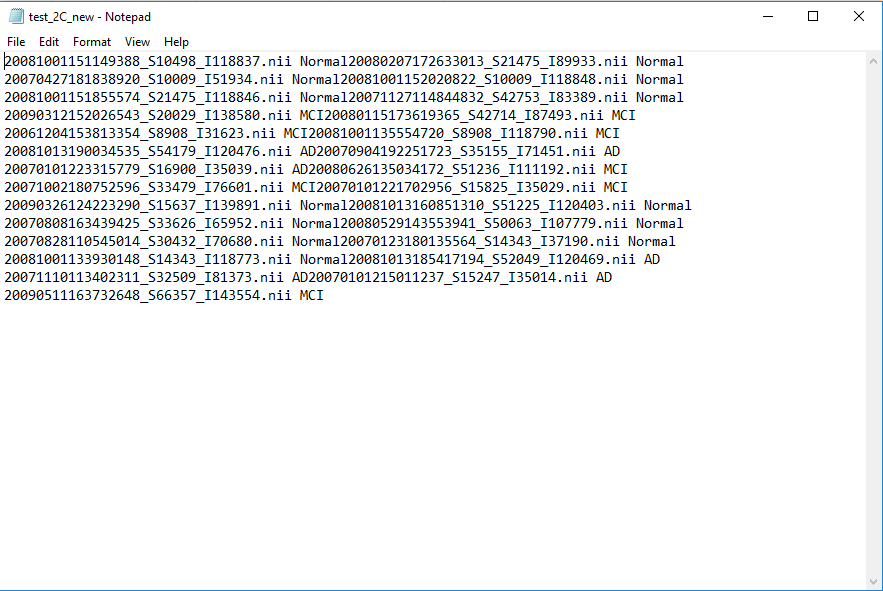 test_2C_new - Notepad
File Edit Format View Help
20081001151149388_S10498_I118837.nii Normal20080207172633013_S21475_I89933.nii Normal
20070427181838920_S10009_I51934.nii Normal20081001152020822_S10009_I118848.nii Normal
20081001151855574_S21475_I118846.nii Normal20071127114844832_S42753_I83389.nii Normal
20090312152026543_S20029_I138580.nii MCI20080115173619365_S42714_I87493.nii MCI
20061204153813354_S8908_I31623.nii MCI20081001135554720_S8908_I118790.nii MCI
20081013190034535_S54179_I120476.nii AD20070904192251723_S35155_I71451.nii AD
20070101223315779_S16900_I35039.nii AD20080626135034172_S51236_I111192.nii MCI
20071002180752596_S33479_I76601.nii MCI20070101221702956_S15825_I35029.nii MCI
20090326124223290_S15637_I139891.nii Normal20081013160851310_S51225_I120403.nii Normal
20070808163439425_S33626_I65952.nii Normal20080529143553941_S50063_I107779.nii Normal
20070828110545014_S30432_I70680.nii Normal20070123180135564_S14343_I37190.nii Normal
20081001133930148_S14343_I118773.nii Normal20081013185417194_S52049_I120469.nii AD
20071110113402311_S32509_I81373.nii AD20070101215011237_S15247_I35014.nii AD
20090511163732648_S66357_I143554.nii MCI